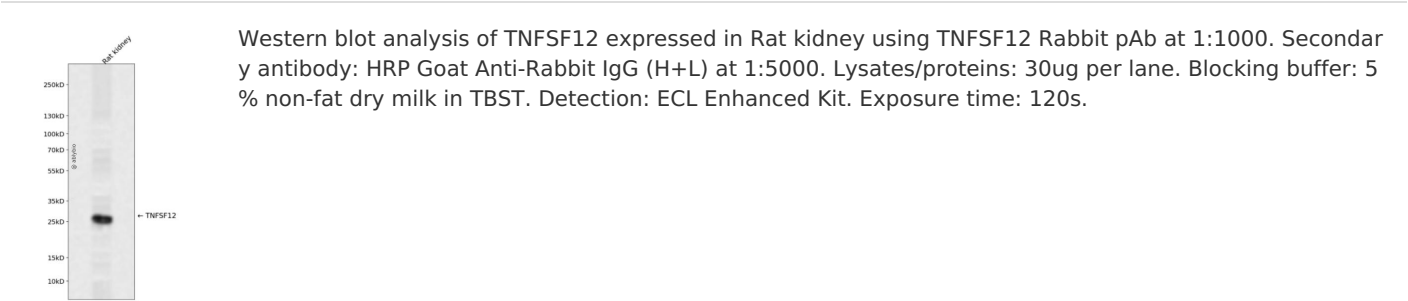 Rat kidney
Western blot analysis of TNFSF12 expressed in Rat kidney using TNFSF12 Rabbit pAb at 1:1000. Secondar
y antibody: HRP Goat Anti-Rabbit IgG (H+L) at 1:5000. Lysates/proteins: 30ug per lane. Blocking buffer: 5
% non-fat dry milk in TBST. Detection: ECL Enhanced Kit. Exposure time: 120s.
250kD
130kD
100kD
70kD
@ ablybio
55kD
35kD
← TNFSF12
25kD
15kD
10kD